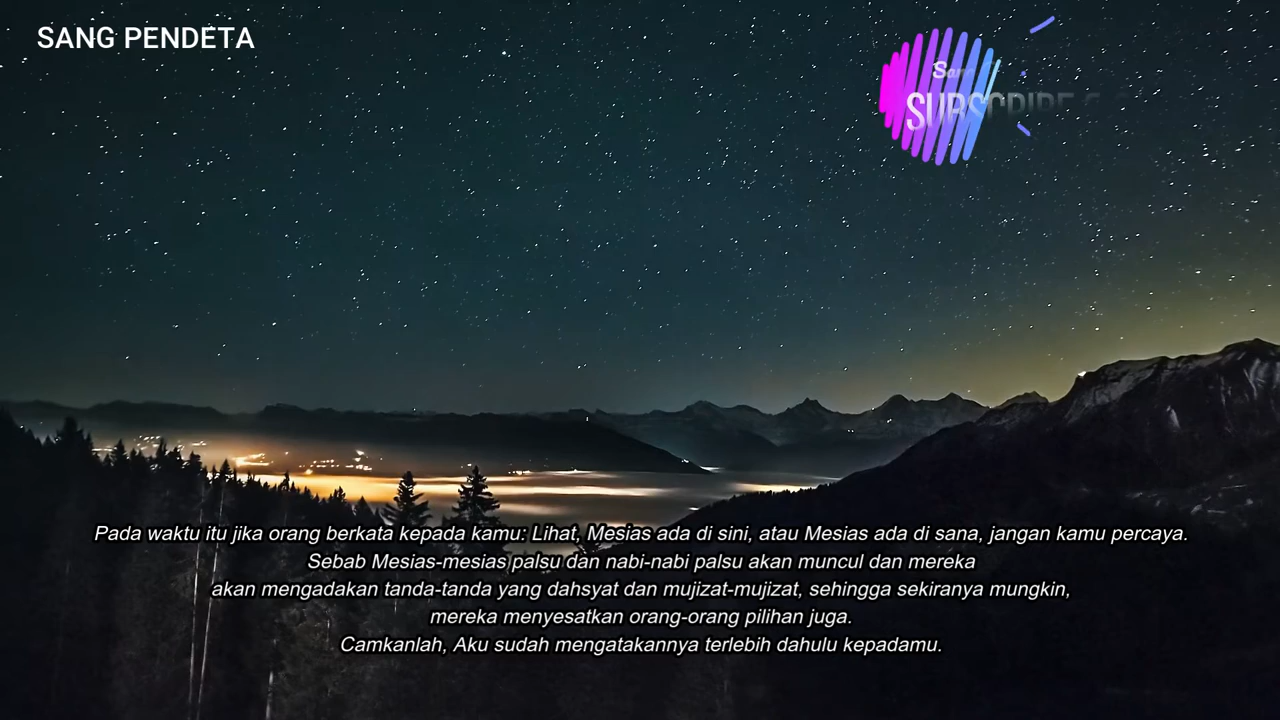 SANG PENDETA
SUBSCRIBE
Pada waktu itu jika orang berkata kepada kamu: Lihat, Mesias ada di sini, atau Mesias ada di sana, jangan kamu percaya.
Sebab Mesias-mesias palsu dan nabi-nabi palsu akan muncul dan mereka
akan mengadakan tanda-tanda yang dahsyat dan mujizat-mujizat, sehingga sekiranya mungkin,
mereka menyesatkan orang-orang pilihan juga.
Camkanlah, Aku sudah mengatakannya terlebih dahulu kepadamu.